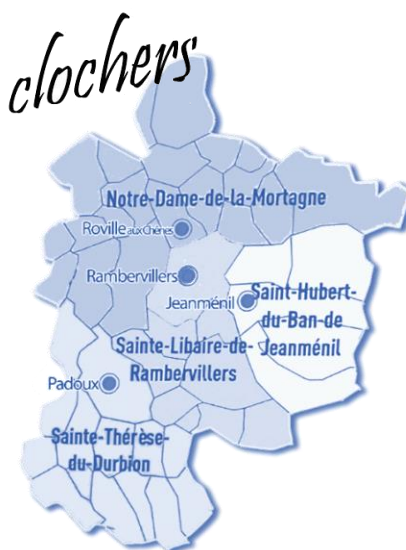 clochers
Notre-Dame-de-la-Mortagne
Roville aux Chênes
Rambervillers
Jeanménil
Saint-Hubert-
du-Ban-de
Jeanménil
Sainte-Libaire-de-
Rambervillers
Padoux
Sainte-Thérèse-
du-Durbion